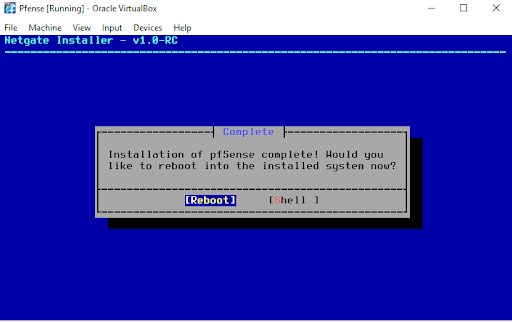 Pfense [Running] - Oracle VirtualBox
File Machine View Input Devices Help
Netgate Installer - v1.0-RC
Complete
Installation of pfSense complete! Would you
like to reboot into the installed system now?
[Reboot] [Shell ]